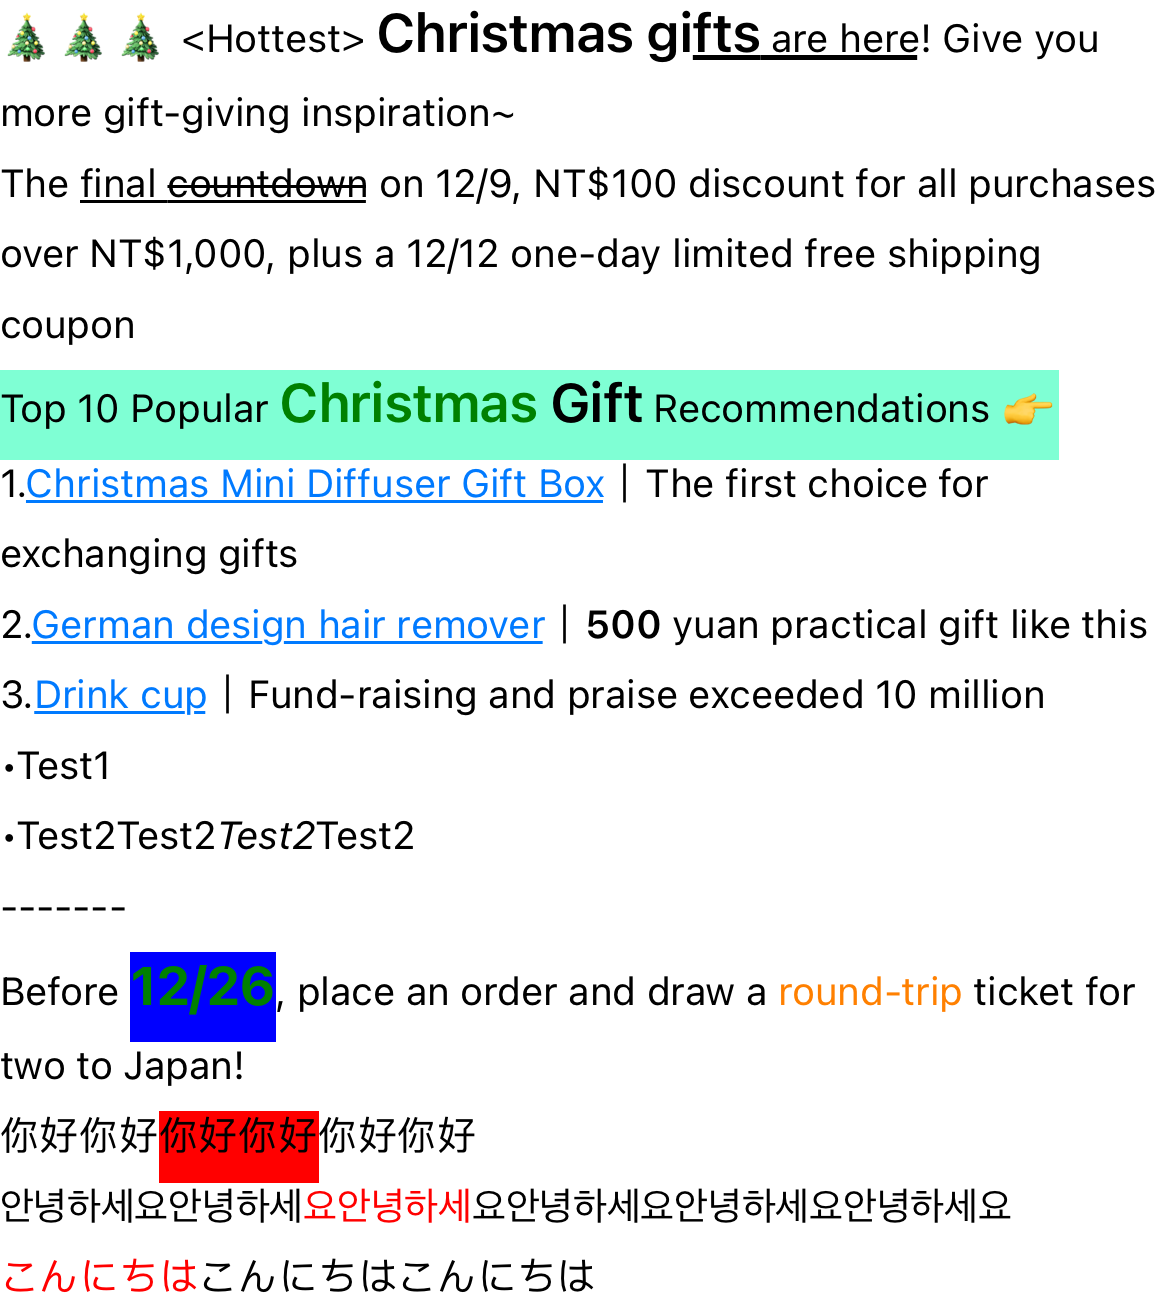 🎄 🎄 🎄 <Hottest> Christmas gifts are here! Give you
more gift-giving inspiration~
The final countdown on 12/9, NT$100 discount for all purchases
over NT$1,000, plus a 12/12 one-day limited free shipping
coupon
Top 10 Popular Christmas Gift Recommendations 👉
1.Christmas Mini Diffuser Gift Box｜The first choice for
exchanging gifts
2.German design hair remover｜500 yuan practical gift like this
3.Drink cup｜Fund-raising and praise exceeded 10 million
•Test1
•Test2Test2Test2Test2
-------
Before 12/26, place an order and draw a round-trip ticket for
two to Japan!
你好你好你好你好你好你好
안녕하세요안녕하세요안녕하세요안녕하세요안녕하세요안녕하세요
こんにちはこんにちはこんにちは